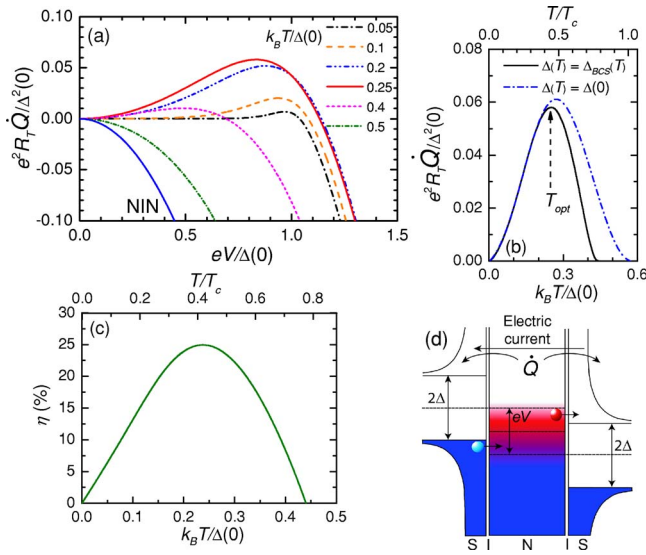 (a)
k_BT/Δ(0)
0.05
0.1
0.2
0.25
0.4
0.5
NIN
0.10
0.05
0.00
-0.05
-0.10
e²R_TQ̇/Δ²(0)
0.0 0.5 1.0 1.5
eV/Δ(0)
T/T_c
0.0 0.5 1.0
(b)
Δ(T) = Δ_BCS(T)
Δ(T) = Δ(0)
T_opt
0.08
0.06
0.04
0.02
0.00
e²R_TQ̇/Δ²(0)
0.0 0.3 0.6
k_BT/Δ(0)
T/T_c
0.0 0.2 0.4 0.6 0.8
(c)
30
25
20
15
10
5
0
η (%)
0.0 0.1 0.2 0.3 0.4 0.5
k_BT/Δ(0)
(d)
Electric
current
Q̇
2Δ
eV
2Δ
S I N I S